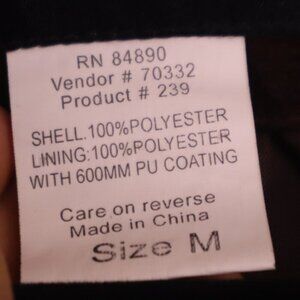 RN 84890
Vendor # 70332
Product # 239
SHELL:100%POLYESTER
LINING:100%POLYESTER
WITH 600MM PU COATING
Care on reverse
Made in China
Size M